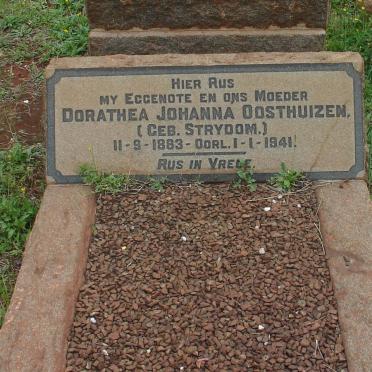 HIER RUS
MY EGGENOTE EN ONS MOEDER
DORATHEA JOHANNA OOSTHUIZEN,
(GEB. STRYDOM.)
11-9-1883-OORL. 1-1-1941.
RUS IN VREDE.